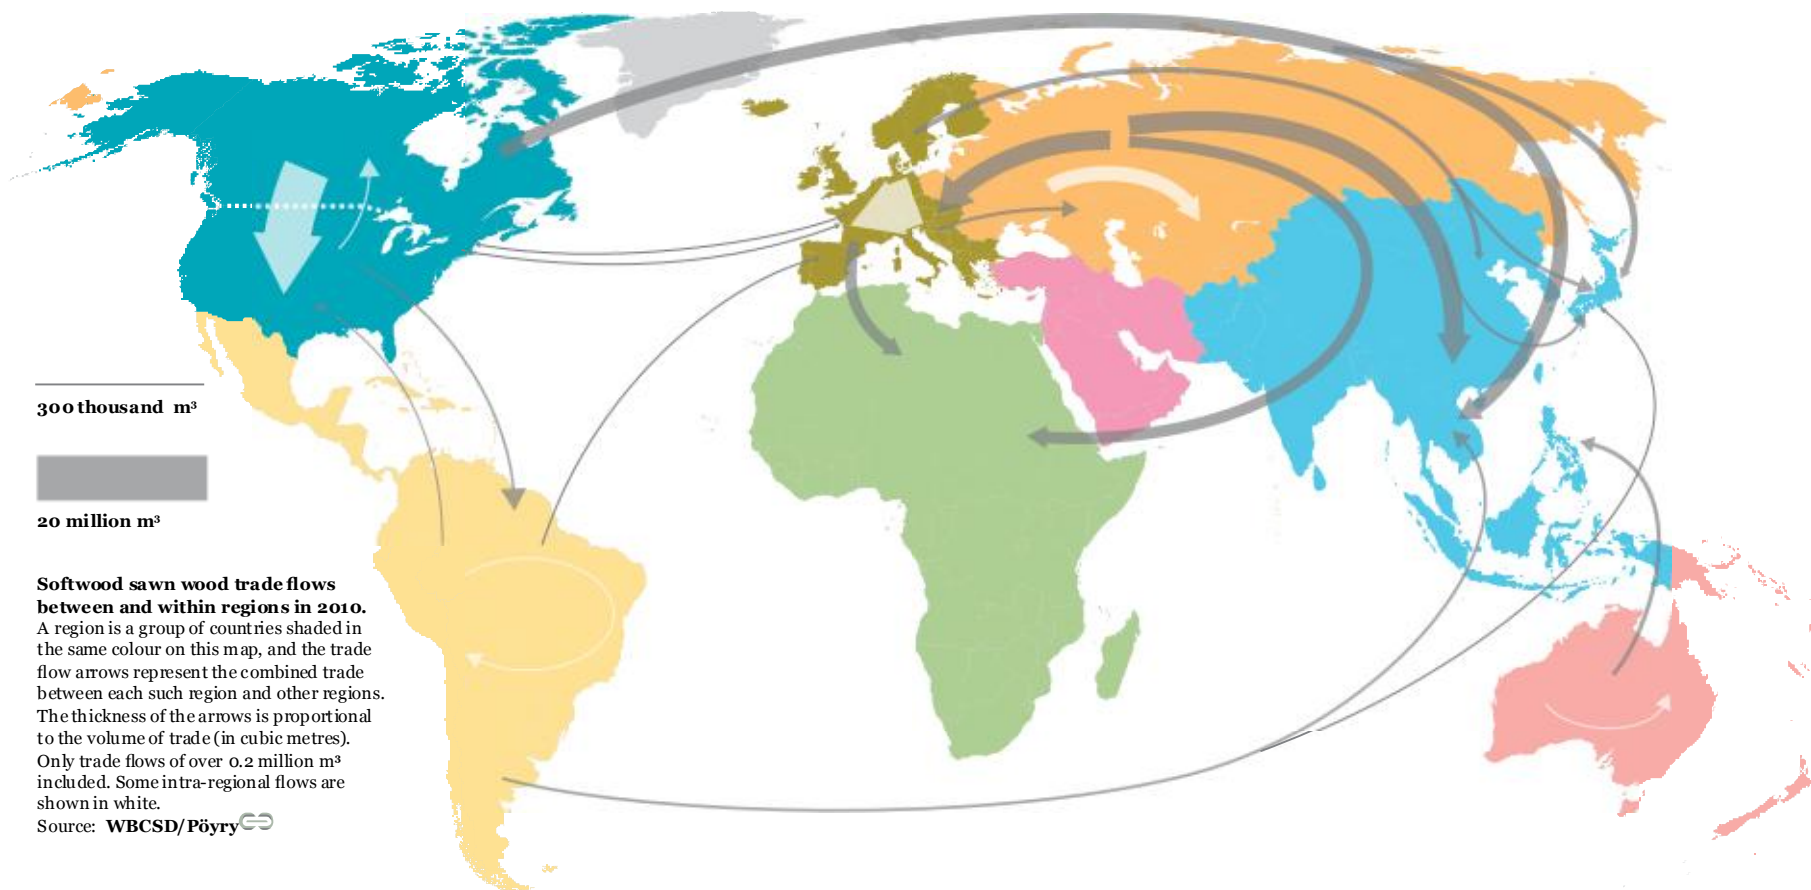 300 thousand m³
20 million m³
Softwood sawn wood trade flows
between and within regions in 2010.
A region is a group of countries shaded in
the same colour on this map, and the trade
flow arrows represent the combined trade
between each such region and other regions.
The thickness of the arrows is proportional
to the volume of trade (in cubic metres).
Only trade flows of over 0.2 million m³
included. Some intra-regional flows are
shown in white.
Source: WBCSD/Pöyry